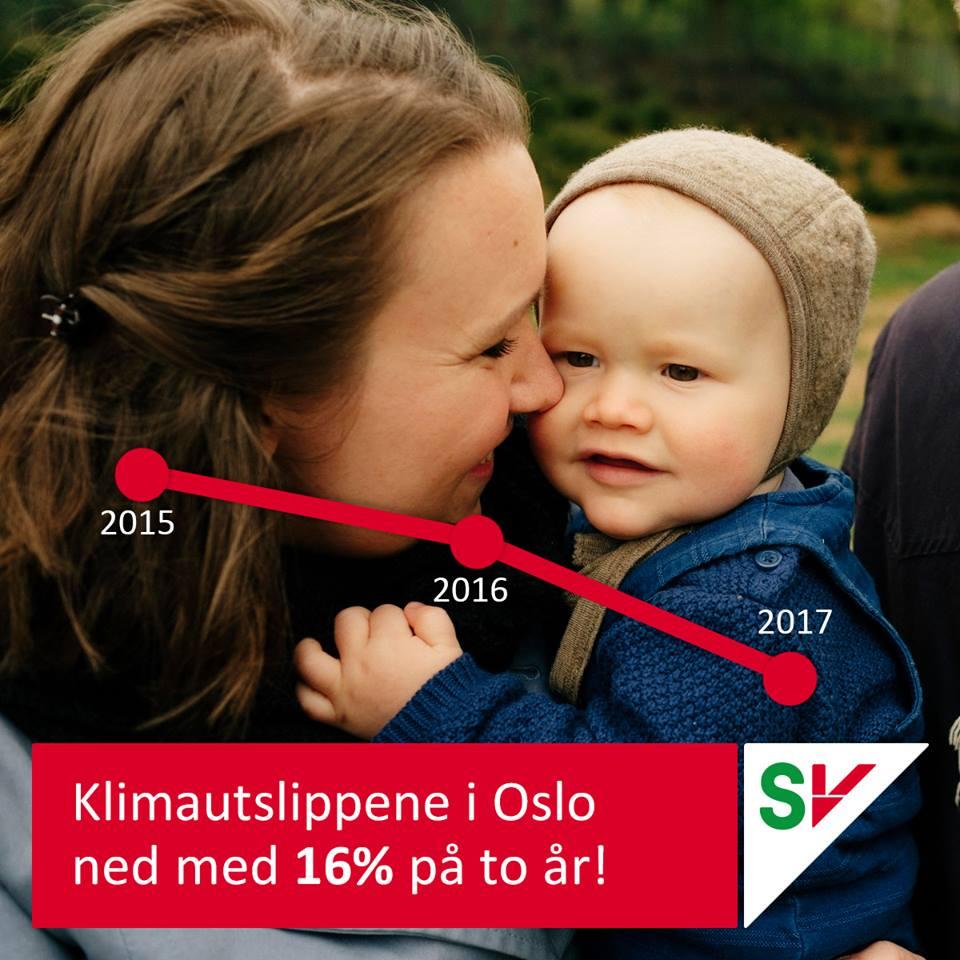 2015
2016
2017
Klimautslippene i Oslo
ned med 16% på to år!
SV